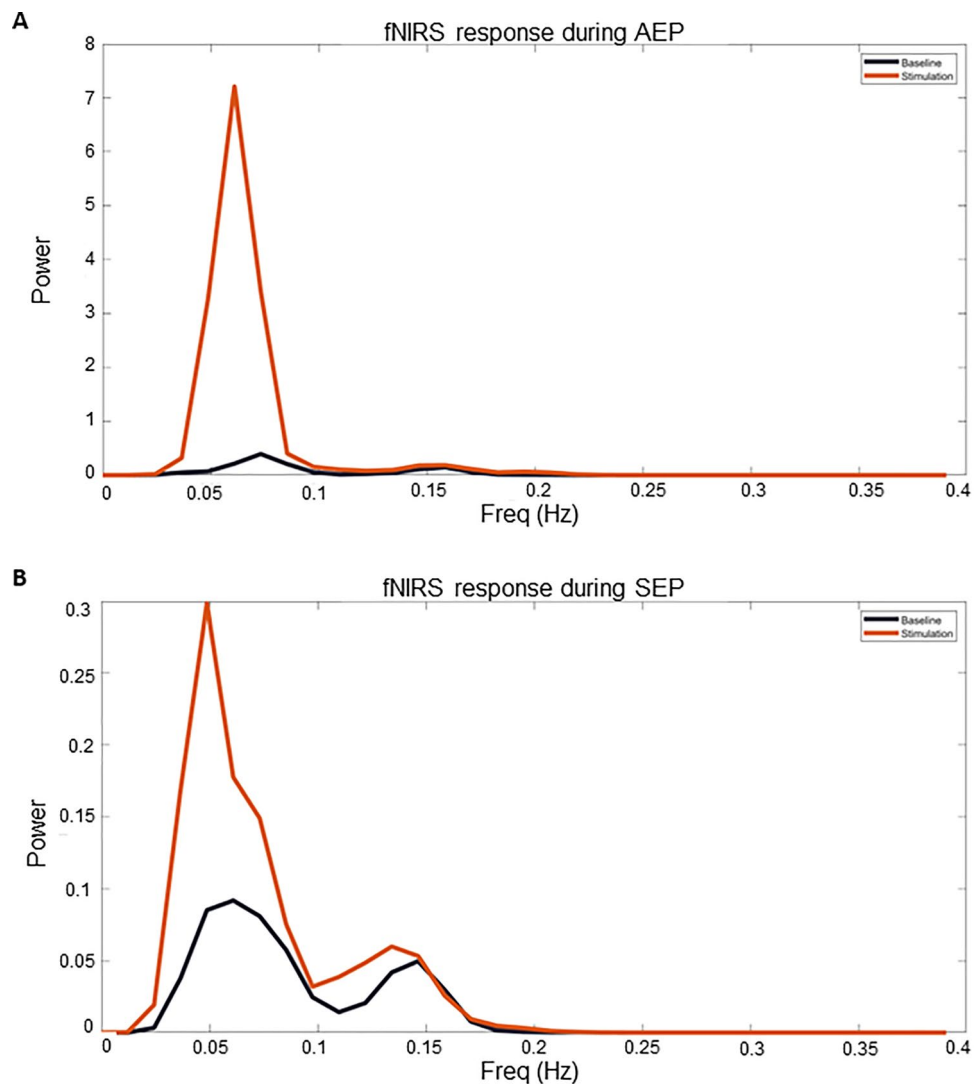 A
fNIRS response during AEP
8
7
6
5
4
3
2
1
0
Power
Baseline
Stimulation
0 0.05 0.1 0.15 0.2 0.25 0.3 0.35 0.4
Freq (Hz)
B
fNIRS response during SEP
0.3
0.25
0.2
0.15
0.1
0.05
0
Power
Baseline
Stimulation
0 0.05 0.1 0.15 0.2 0.25 0.3 0.35 0.4
Freq (Hz)